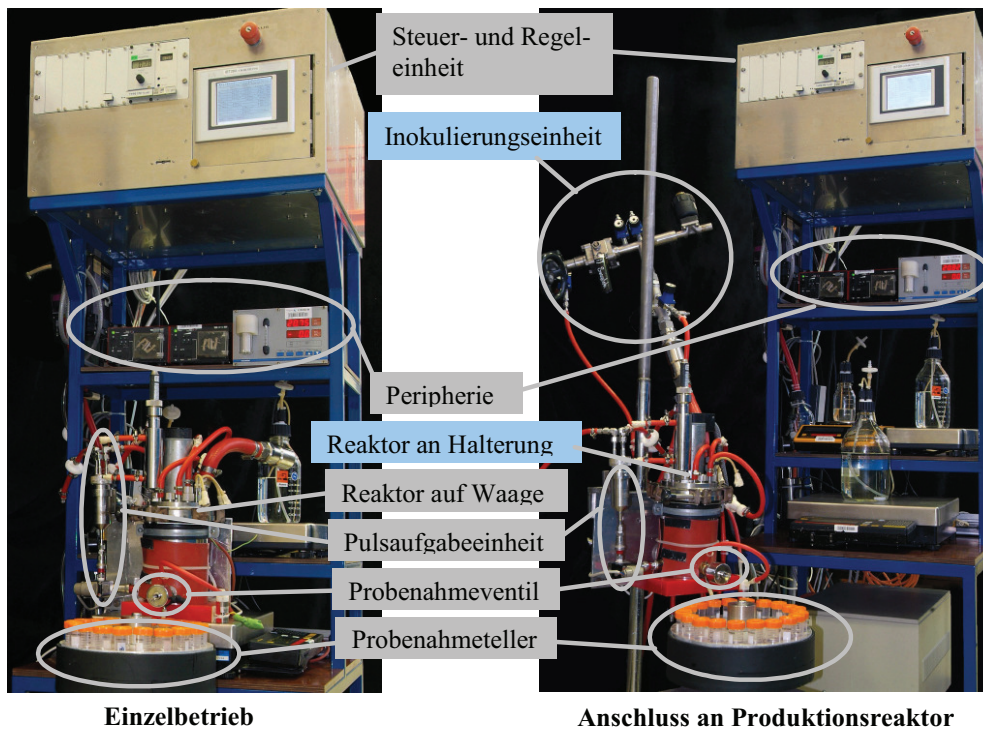 Steuer- und Regel-
einheit
Inokulierungseinheit
Peripherie
Reaktor an Halterung
Reaktor auf Waage
Pulsaufgabeeinheit
Probenahmeventil
Probenahmeteller
Einzelbetrieb
Anschluss an Produktionsreaktor